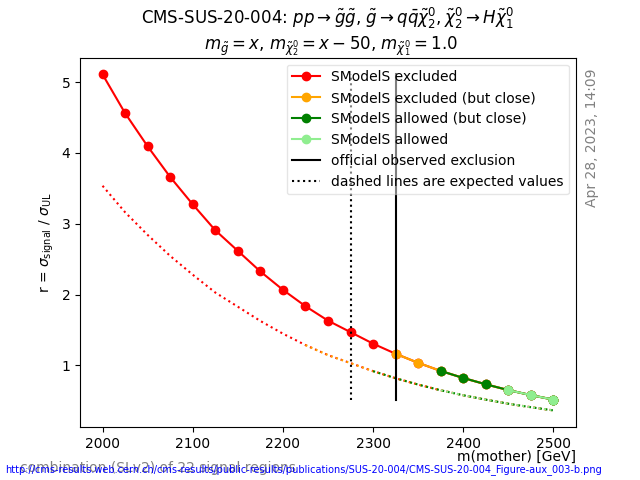 CMS-SUS-20-004: pp → g̃g̃, g̃ → qq̄χ̃⁰₂, χ̃⁰₂ → Hχ̃⁰₁
m_g̃ = x, m_χ̃⁰₂ = x − 50, m_χ̃⁰₁ = 1.0
SModelS excluded
SModelS excluded (but close)
SModelS allowed (but close)
SModelS allowed
official observed exclusion
dashed lines are expected values
Apr 28, 2023, 14:09
r = σ_signal / σ_UL
5
4
3
2
1
2000 2100 2200 2300 2400 2500
m(mother) [GeV]
combination (SLv2) of 22 signal regions
http://cms-results.web.cern.ch/cms-results/public-results/publications/SUS-20-004/CMS-SUS-20-004_Figure-aux_003-b.png